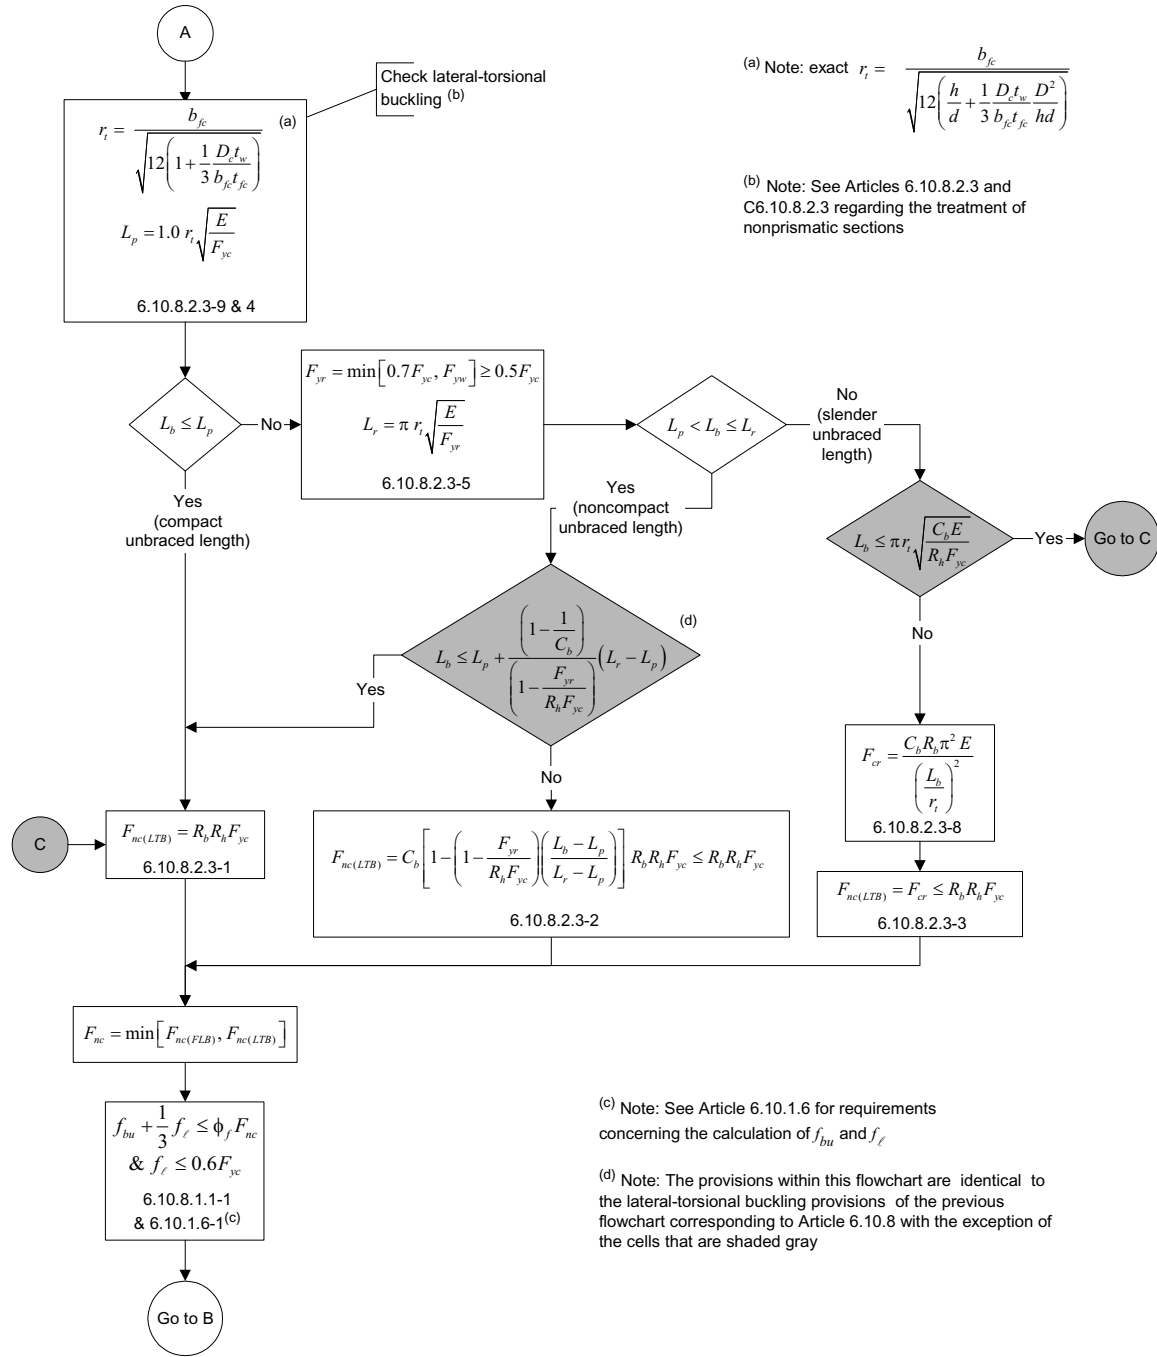 A
Check lateral-torsional
buckling (b)
(a) Note: exact r_t = b_fc / √(12(h/d + 1/3 D_c t_w / b_fc t_fc D²/hd))
(b) Note: See Articles 6.10.8.2.3 and
C6.10.8.2.3 regarding the treatment of
nonprismatic sections
(a)
r_t = b_fc / √(12(1 + 1/3 D_c t_w / b_fc t_fc))
L_p = 1.0 r_t √(E / F_yc)
6.10.8.2.3-9 & 4
L_b ≤ L_p
No
F_yr = min[0.7F_yc, F_yw] ≥ 0.5F_yc
L_r = π r_t √(E / F_yr)
6.10.8.2.3-5
L_p < L_b ≤ L_r
No
(slender
unbraced
length)
Yes
(compact
unbraced length)
Yes
(noncompact
unbraced length)
L_b ≤ π r_t √(C_b E / R_h F_yc)
Yes
Go to C
No
(d)
L_b ≤ L_p + (1 − 1/C_b) / (1 − F_yr / R_h F_yc) (L_r − L_p)
Yes
No
F_cr = C_b R_b π² E / (L_b / r_t)²
6.10.8.2.3-8
C
F_nc(LTB) = R_b R_h F_yc
6.10.8.2.3-1
F_nc(LTB) = C_b [1 − (1 − F_yr / R_h F_yc)(L_b − L_p / L_r − L_p)] R_b R_h F_yc ≤ R_b R_h F_yc
6.10.8.2.3-2
F_nc(LTB) = F_cr ≤ R_b R_h F_yc
6.10.8.2.3-3
F_nc = min[F_nc(FLB), F_nc(LTB)]
f_bu + 1/3 f_ℓ ≤ ϕ_f F_nc
& f_ℓ ≤ 0.6F_yc
6.10.8.1.1-1
& 6.10.1.6-1(c)
Go to B
(c) Note: See Article 6.10.1.6 for requirements
concerning the calculation of f_bu and f_ℓ
(d) Note: The provisions within this flowchart are identical to
the lateral-torsional buckling provisions of the previous
flowchart corresponding to Article 6.10.8 with the exception of
the cells that are shaded gray